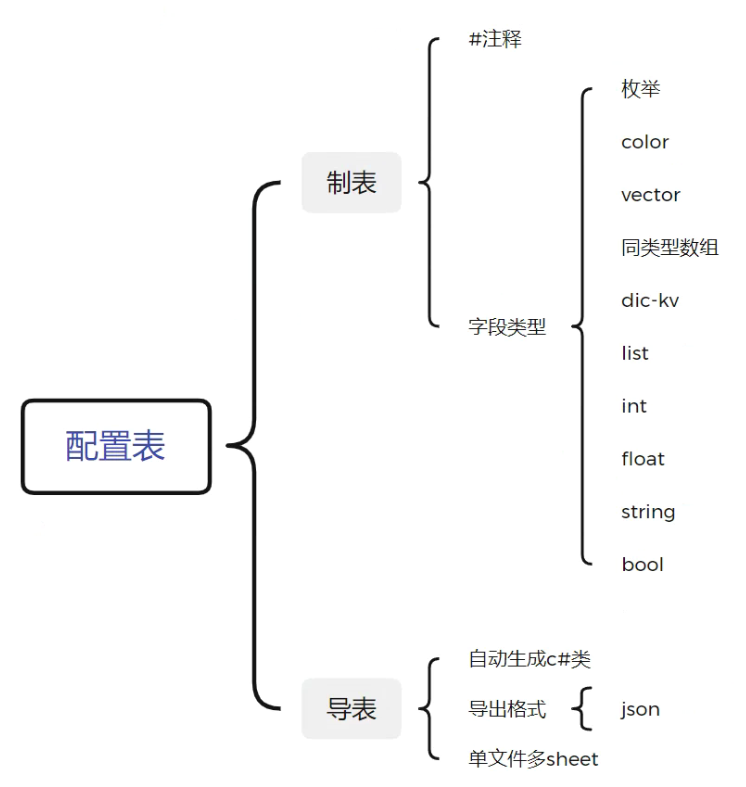 配置表
制表
#注释
字段类型
枚举
color
vector
同类型数组
dic-kv
list
int
float
string
bool
导表
自动生成c#类
导出格式
json
单文件多sheet